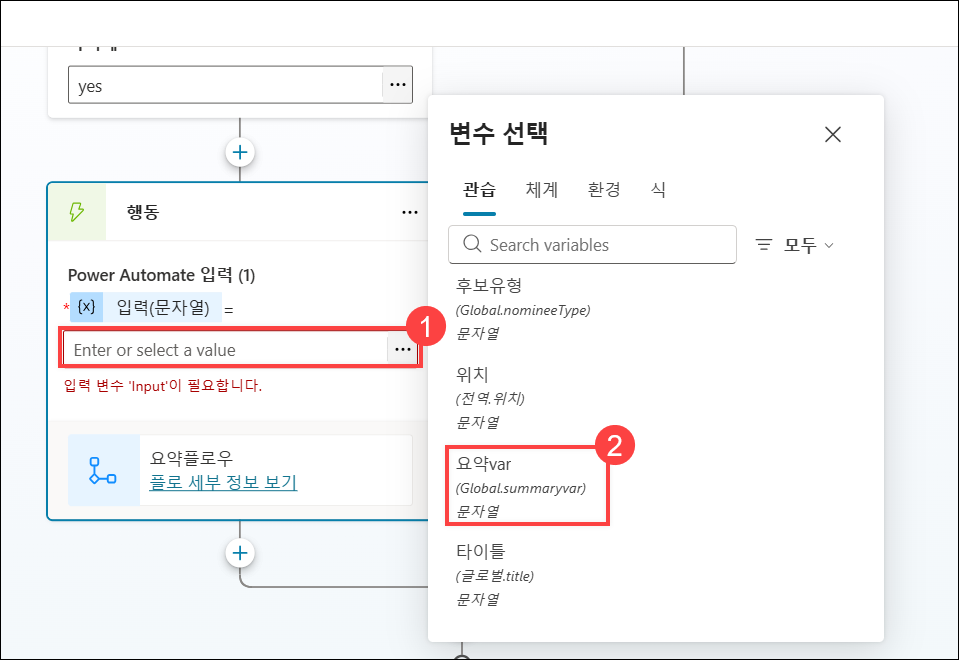 yes
행동
Power Automate 입력 (1)
* {x} 입력(문자열) =
Enter or select a value
1
입력 변수 'Input'이 필요합니다.
요약플로우
플로 세부 정보 보기
변수 선택
관습 체계 환경 식
Search variables
모두
후보유형
(Global.nomineeType)
문자열
위치
(전역.위치)
문자열
2
요약var
(Global.summaryvar)
문자열
타이틀
(글로벌.title)
문자열